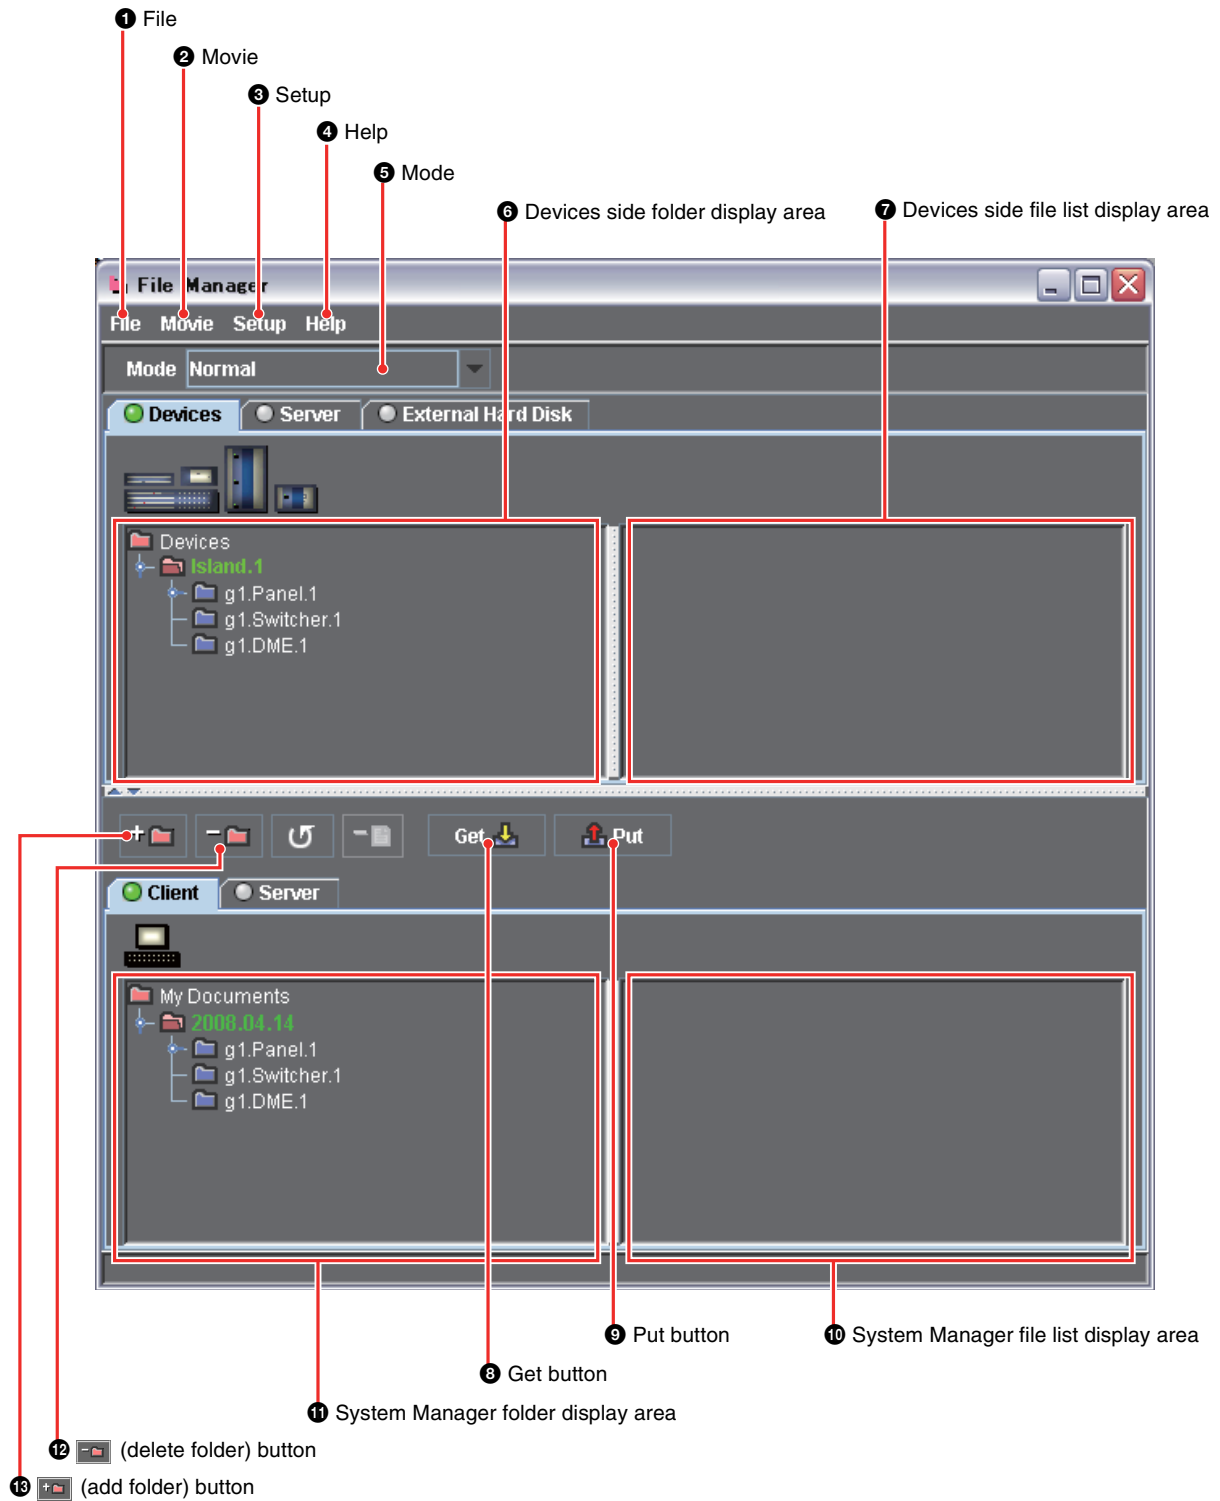 ❶ File
❷ Movie
❸ Setup
❹ Help
❺ Mode
❻ Devices side folder display area
❼ Devices side file list display area
File Manager
File Movie Setup Help
Mode Normal
Devices Server External Hard Disk
Devices
Island.1
g1.Panel.1
g1.Switcher.1
g1.DME.1
Get Put
Client Server
My Documents
2008.04.14
g1.Panel.1
g1.Switcher.1
g1.DME.1
❾ Put button
❿ System Manager file list display area
❽ Get button
⓫ System Manager folder display area
⓬ (delete folder) button
⓭ (add folder) button